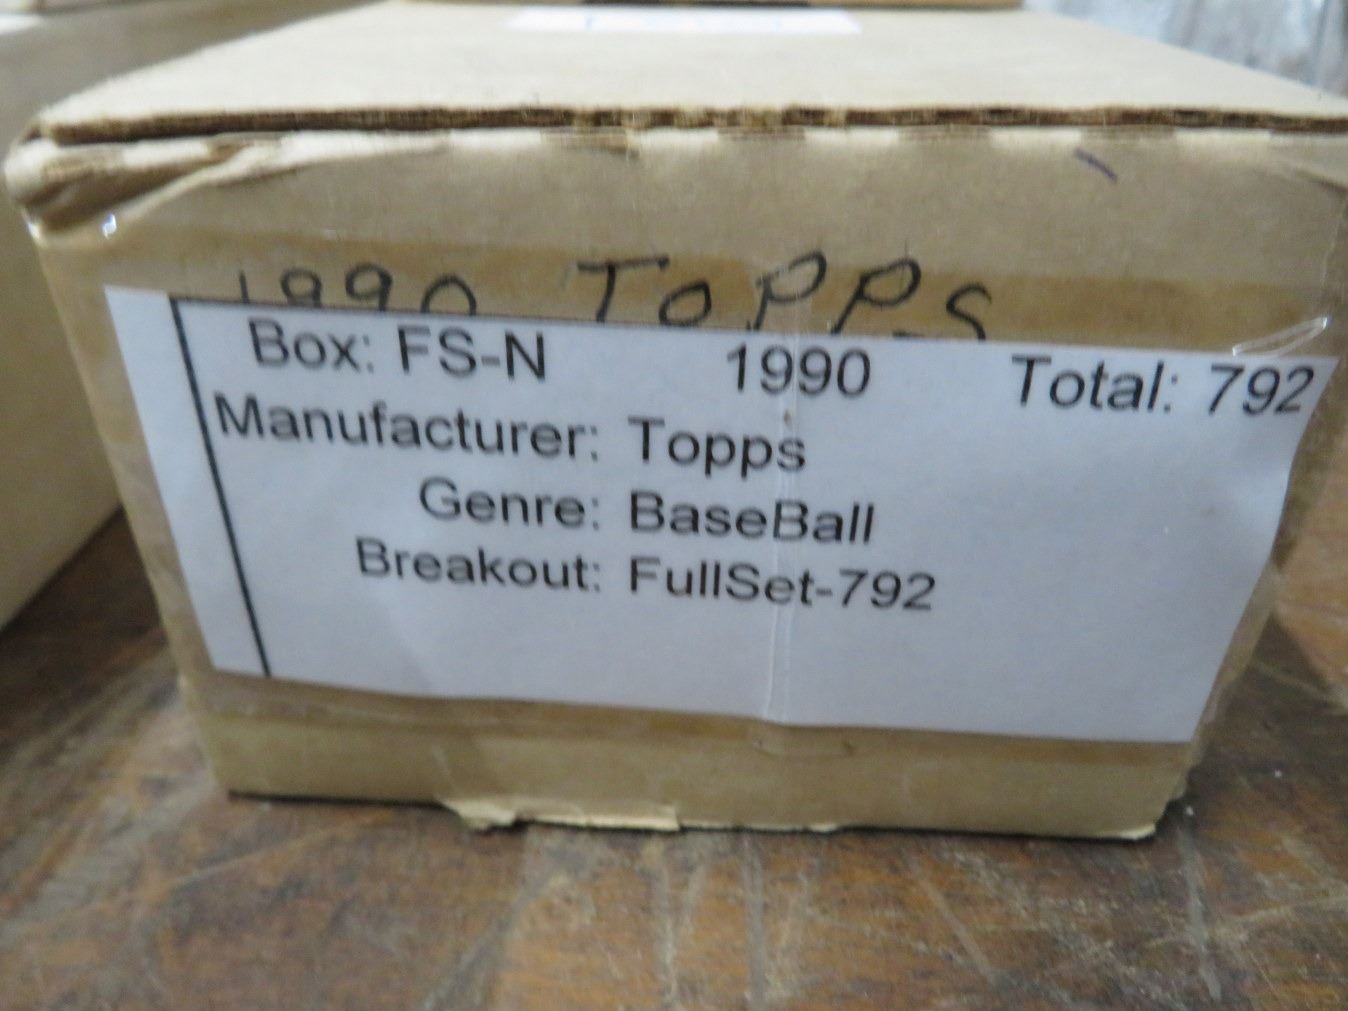 1990 TOPPS
Box: FS-N 1990 Total: 792
Manufacturer: Topps
Genre: BaseBall
Breakout: FullSet-792